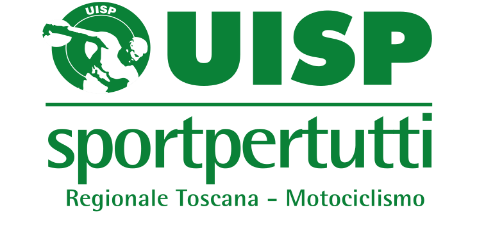 UISP
UISP
sportpertutti
Regionale Toscana - Motociclismo